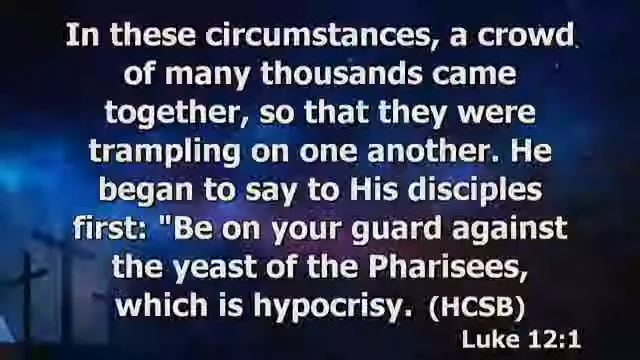 In these circumstances, a crowd
of many thousands came
together, so that they were
trampling on one another. He
began to say to His disciples
first: "Be on your guard against
the yeast of the Pharisees,
which is hypocrisy. (HCSB)
Luke 12:1